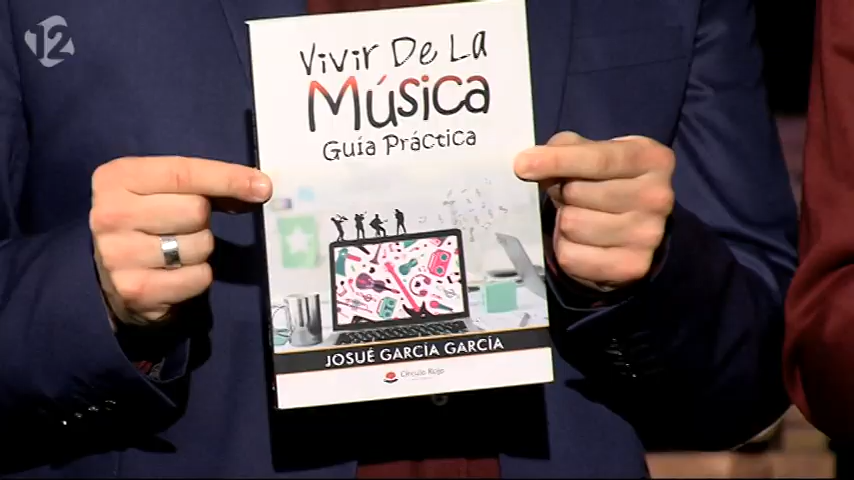 12
Vivir De La
Música
Guía Práctica
JOSUÉ GARCÍA GARCÍA
Círculo Rojo